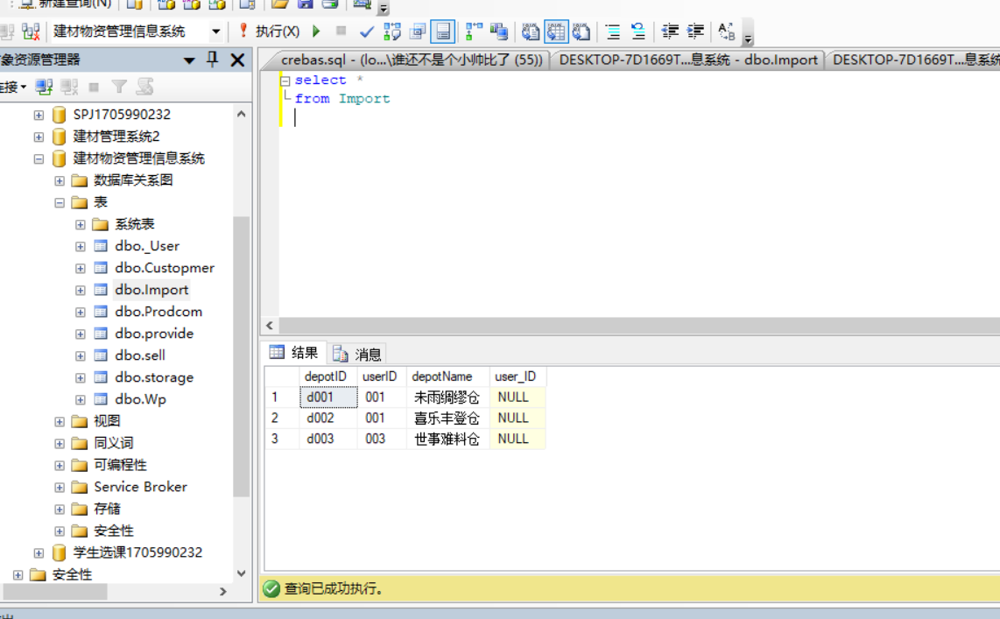 新建查询(N)
建材物资管理信息系统
执行(X)
象资源管理器
连接
SPJ1705990232
建材管理系统2
建材物资管理信息系统
数据库关系图
表
系统表
dbo._User
dbo.Custopmer
dbo.Import
dbo.Prodcom
dbo.provide
dbo.sell
dbo.storage
dbo.Wp
视图
同义词
可编程性
Service Broker
存储
安全性
学生选课1705990232
安全性
crebas.sql - (lo...\谁还不是个小帅比了 (55))
DESKTOP-7D1669T...息系统 - dbo.Import
DESKTOP-7D1669T...息系统
select *
from Import
结果
消息
depotID userID depotName user_ID
1 d001 001 未雨绸缪仓 NULL
2 d002 001 喜乐丰登仓 NULL
3 d003 003 世事难料仓 NULL
查询已成功执行。